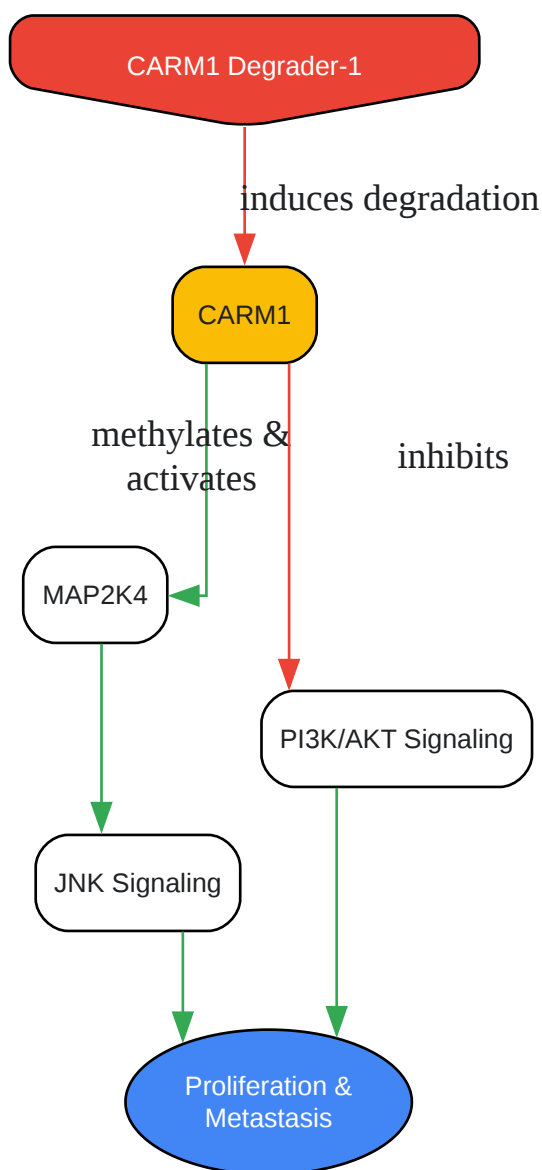 CARM1 Degrader-1
induces degradation
CARM1
methylates &
activates
inhibits
MAP2K4
PI3K/AKT Signaling
JNK Signaling
Proliferation &
Metastasis